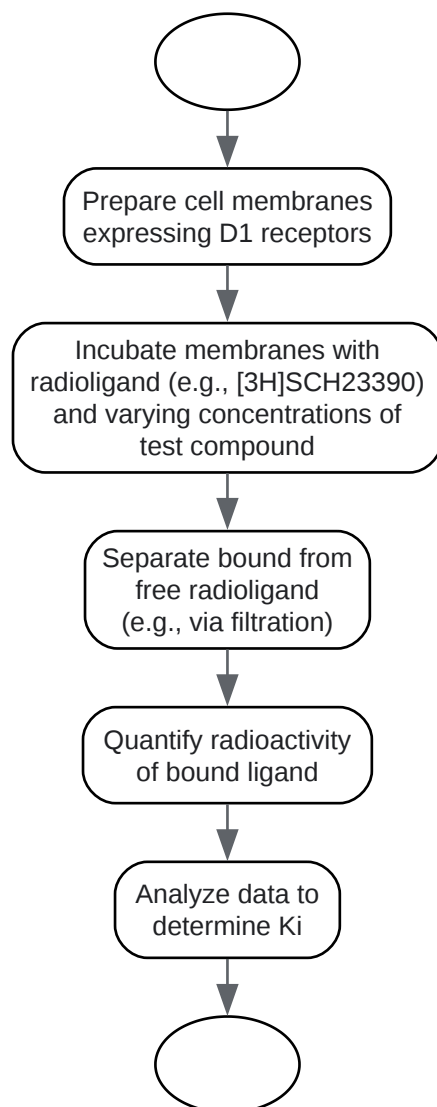 Prepare cell membranes
expressing D1 receptors
Incubate membranes with
radioligand (e.g., [3H]SCH23390)
and varying concentrations of
test compound
Separate bound from
free radioligand
(e.g., via filtration)
Quantify radioactivity
of bound ligand
Analyze data to
determine Ki